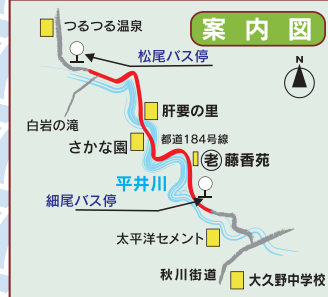 案内図
つるつる温泉
松尾バス停
N
白岩の滝
肝要の里
さかな園
都道184号線
老 藤香苑
平井川
細尾バス停
太平洋セメント
秋川街道
大久野中学校